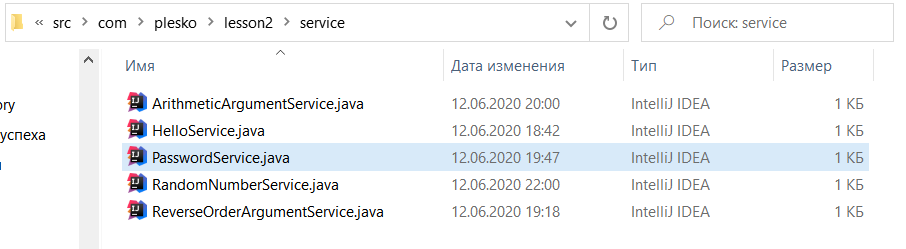 « src › com › plesko › lesson2 › service
Поиск: service
Имя Дата изменения Тип Размер
ArithmeticArgumentService.java 12.06.2020 20:00 IntelliJ IDEA 1 КБ
HelloService.java 12.06.2020 18:42 IntelliJ IDEA 1 КБ
PasswordService.java 12.06.2020 19:47 IntelliJ IDEA 1 КБ
RandomNumberService.java 12.06.2020 22:00 IntelliJ IDEA 1 КБ
ReverseOrderArgumentService.java 12.06.2020 19:18 IntelliJ IDEA 1 КБ
ory
успеха